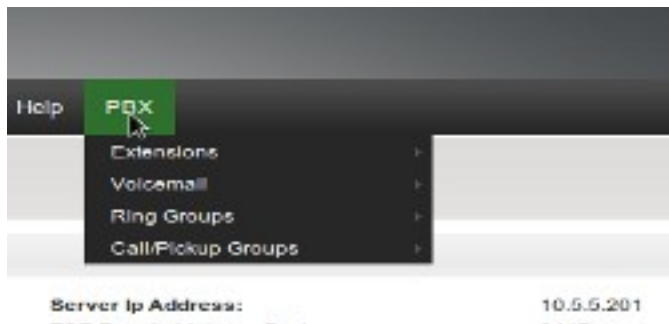 Help PBX
Extensions
Voicemail
Ring Groups
Call/Pickup Groups
Server Ip Address: 10.5.5.201